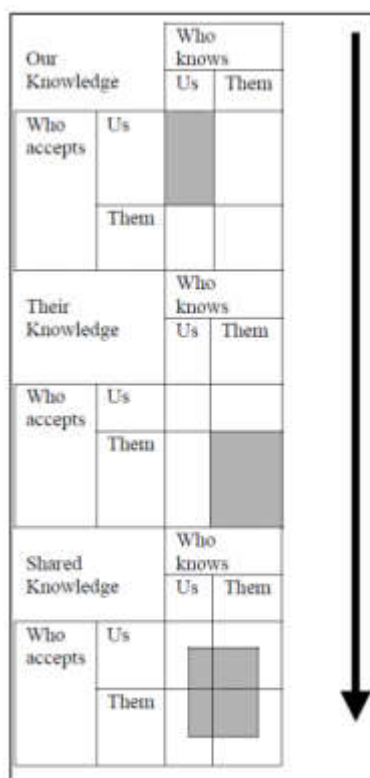 Who
knows
Our
Knowledge
Us Them
Who
accepts
Us
Them
Who
knows
Their
Knowledge
Us Them
Who
accepts
Us
Them
Who
knows
Shared
Knowledge
Us Them
Who
accepts
Us
Them